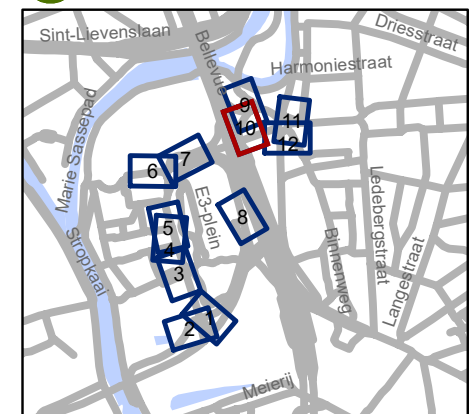 Sint-Lievenslaan
Bellevue
Driesstraat
Harmoniestraat
Marie Sassepad
9
10
11
12
7
6
E3-plein
Ledebergstraat
8
5
4
Stropkaai
Binnenweg
Langestraat
3
1
2
Meierij